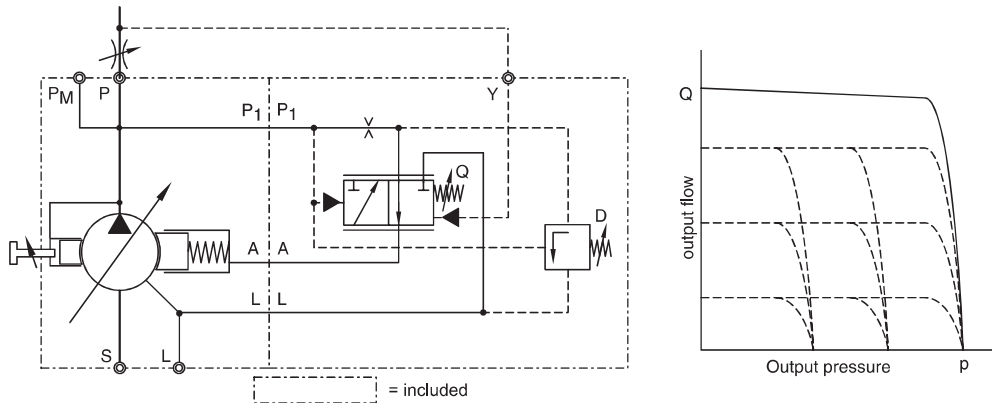 P_M P Y
P₁ P₁
Q
D
A A
L L
S L
= included
Q
output flow
Output pressure p